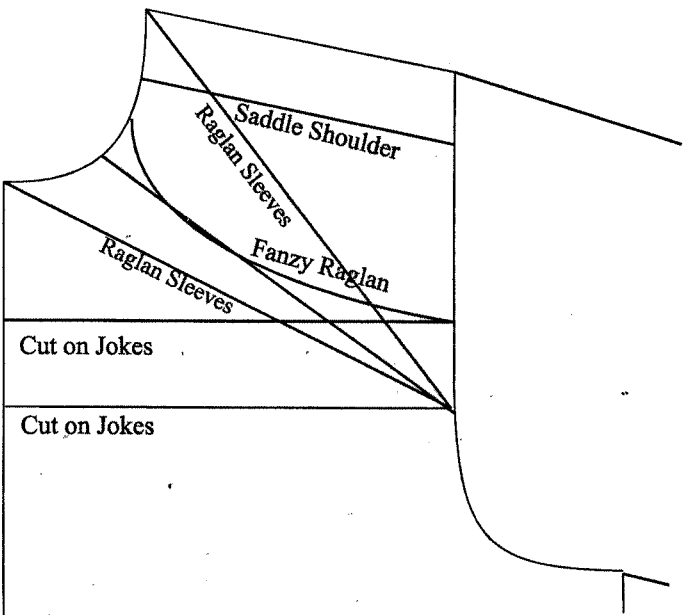 Saddle Shoulder
Raglan Sleeves
Fanzy Raglan
Raglan Sleeves
Cut on Jokes
Cut on Jokes